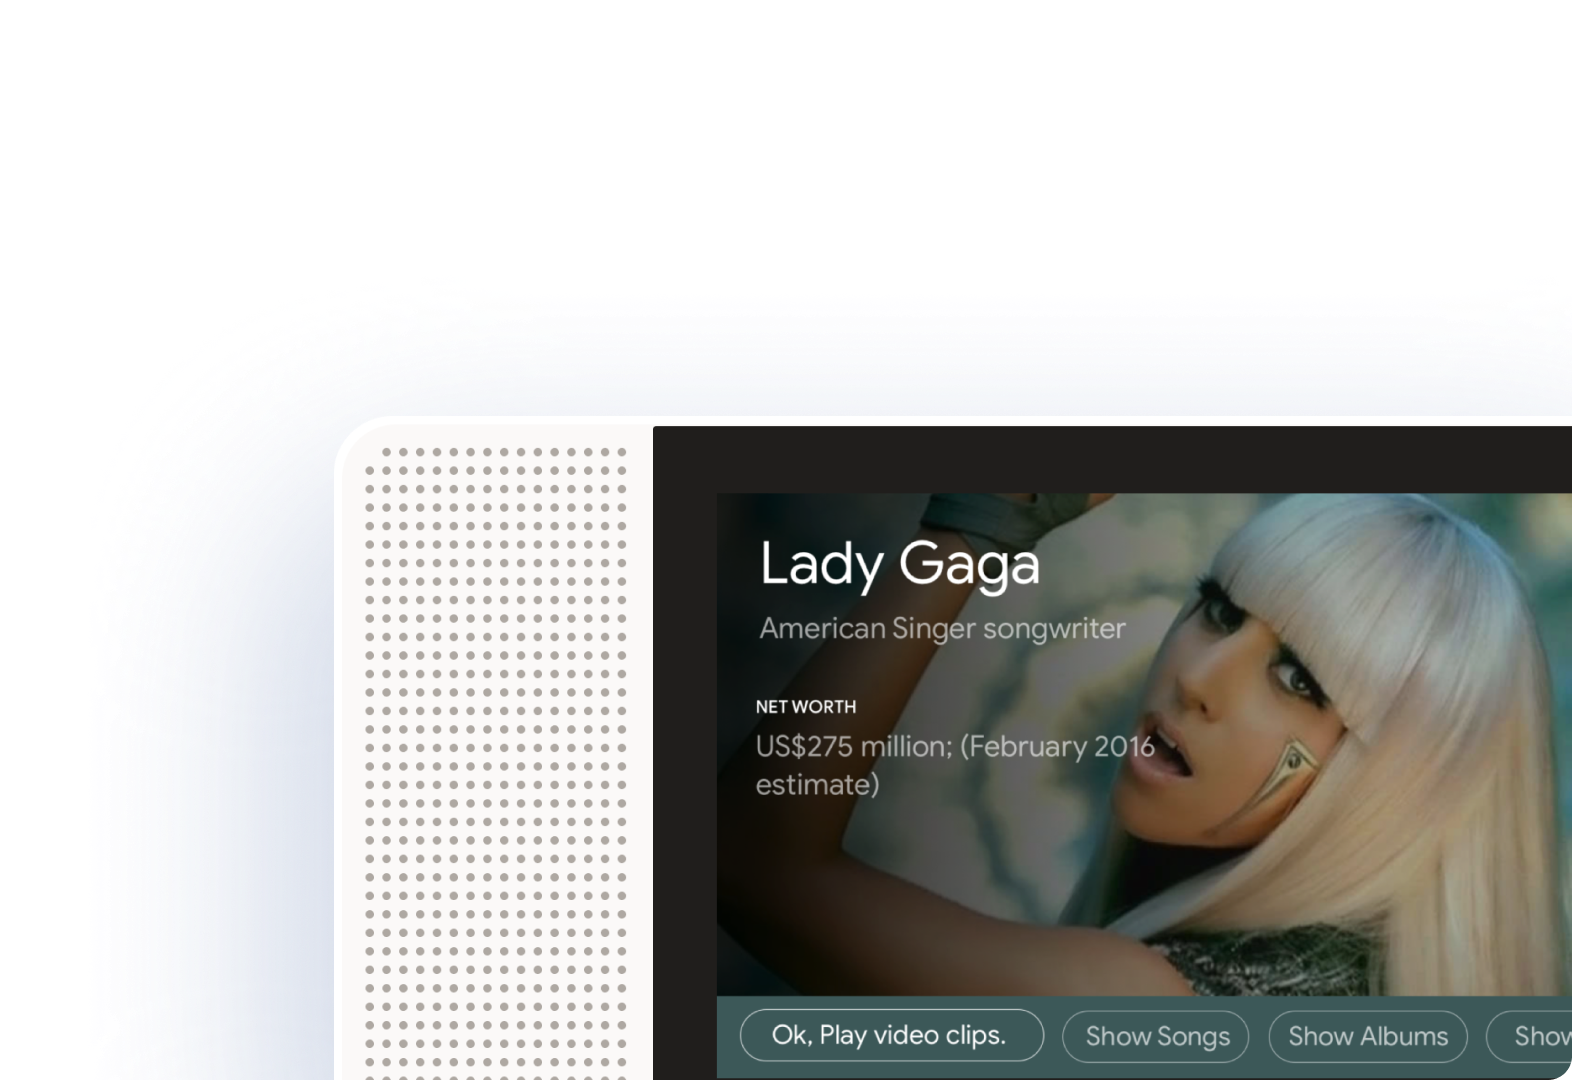 Lady Gaga
American Singer songwriter
NET WORTH
US$275 million; (February 2016
estimate)
Ok, Play video clips.
Show Songs
Show Albums
Show